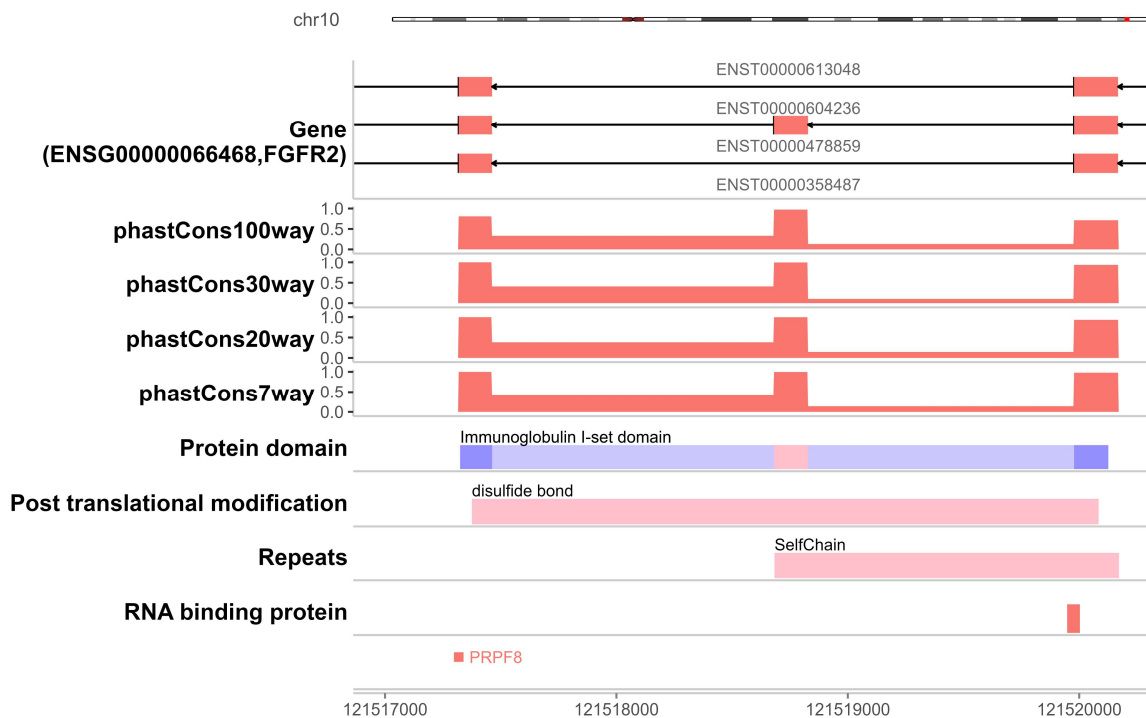 chr10
ENST00000613048
ENST00000604236
Gene
(ENSG00000066468,FGFR2)
ENST00000478859
ENST00000358487
phastCons100way
1.0
0.5
0.0
phastCons30way
1.0
0.5
0.0
phastCons20way
1.0
0.5
0.0
phastCons7way
1.0
0.5
0.0
Protein domain
Immunoglobulin I-set domain
Post translational modification
disulfide bond
Repeats
SelfChain
RNA binding protein
PRPF8
121517000 121518000 121519000 121520000